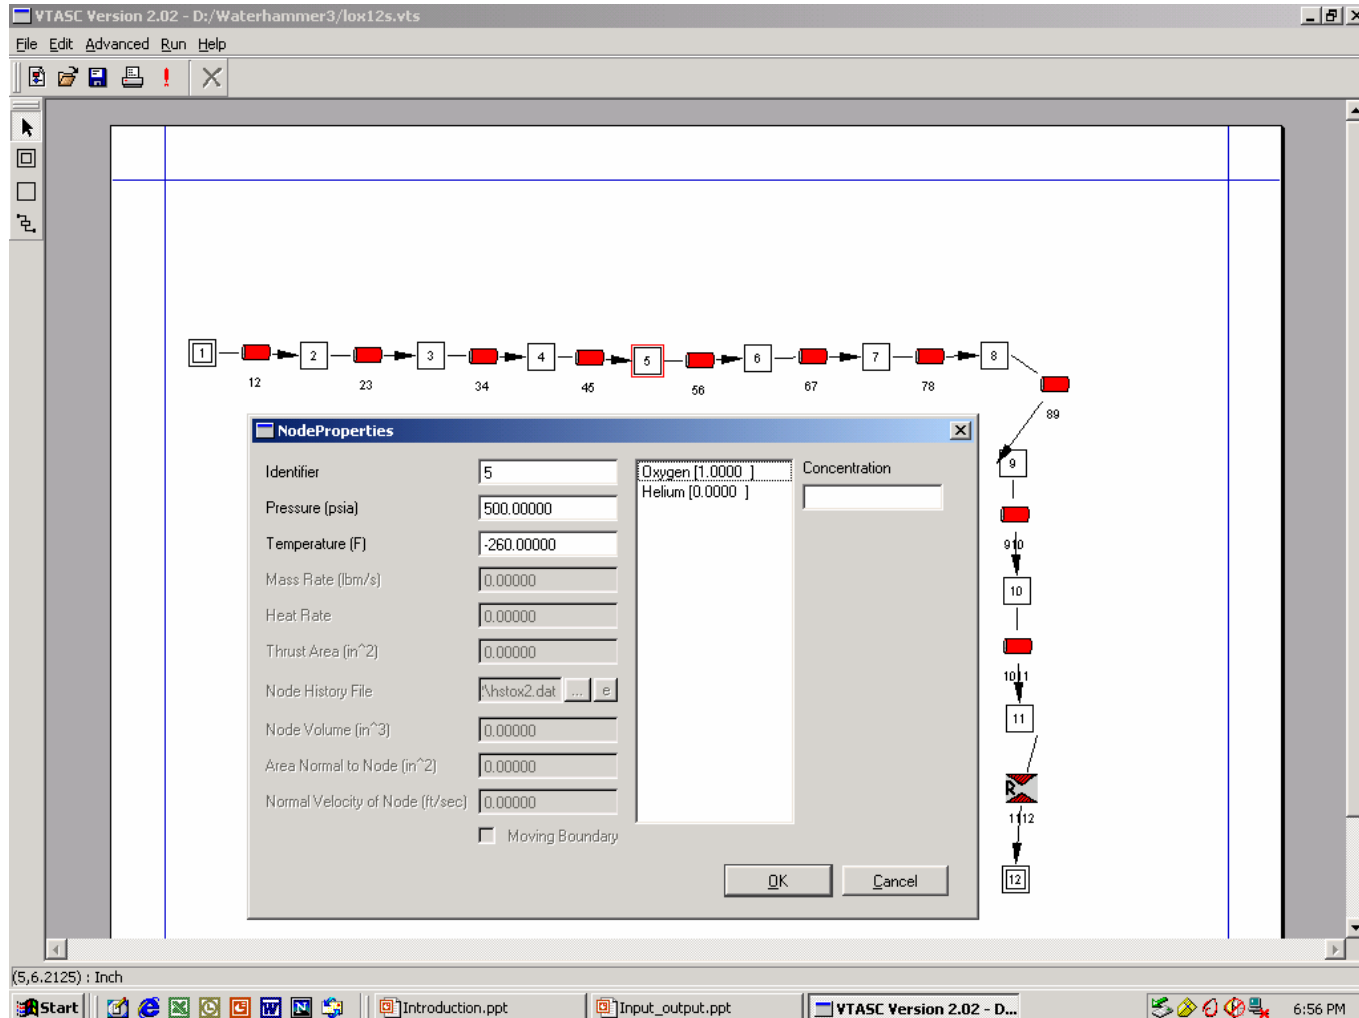 VTASC Version 2.02 - D:/Waterhammer3/lox12s.vts
File Edit Advanced Run Help
1 2 3 4 5 6 7 8
12 23 34 45 56 67 78
89
9
910
10
1011
11
R
1112
12
NodeProperties
Identifier 5
Pressure (psia) 500.00000
Temperature (F) -260.00000
Mass Rate (lbm/s) 0.00000
Heat Rate 0.00000
Thrust Area (in^2) 0.00000
Node History File :\hstox2.dat ... e
Node Volume (in^3) 0.00000
Area Normal to Node (in^2) 0.00000
Normal Velocity of Node (ft/sec) 0.00000
Moving Boundary
Oxygen [1.0000 ]
Helium [0.0000 ]
Concentration
OK Cancel
(5,6.2125) : Inch
Start Introduction.ppt Input_output.ppt VTASC Version 2.02 - D... 6:56 PM